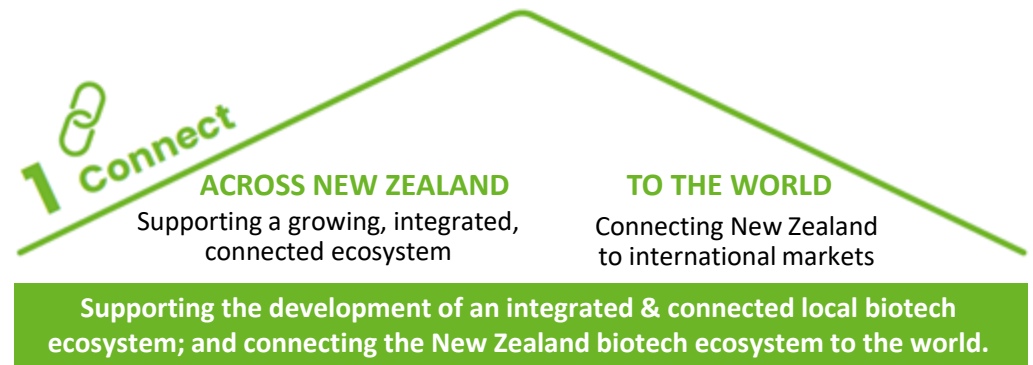 1 Connect
ACROSS NEW ZEALAND
Supporting a growing, integrated,
connected ecosystem
TO THE WORLD
Connecting New Zealand
to international markets
Supporting the development of an integrated & connected local biotech
ecosystem; and connecting the New Zealand biotech ecosystem to the world.